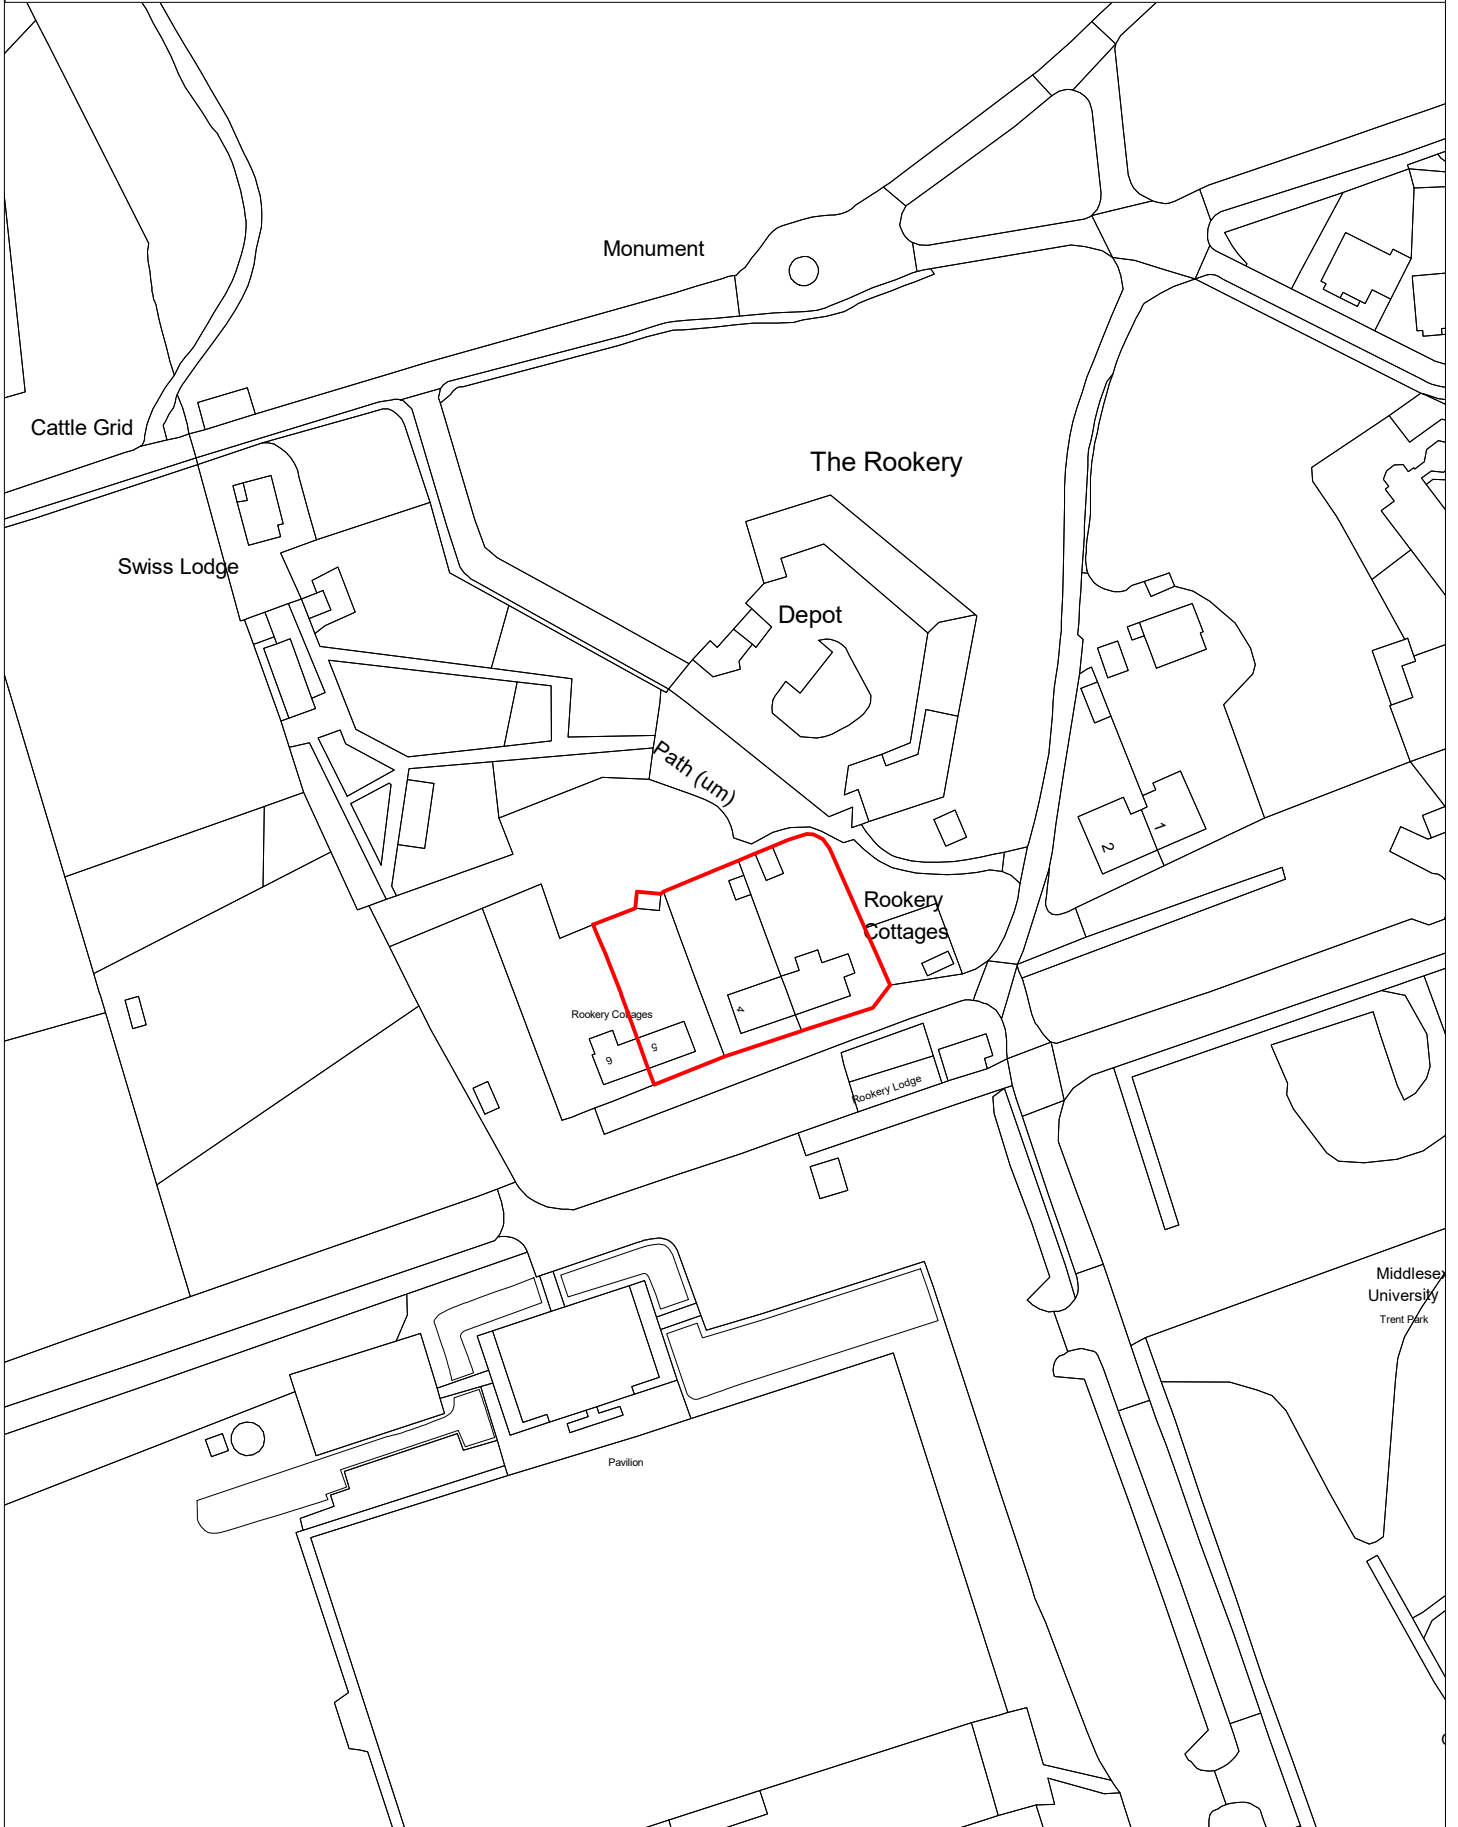 Monument
Cattle Grid
The Rookery
Swiss Lodge
Depot
Path (um)
1
2
Rookery
Cottages
Rookery Cottages
4
5
6
Rookery Lodge
Middlesex
University
Trent Park
Pavilion